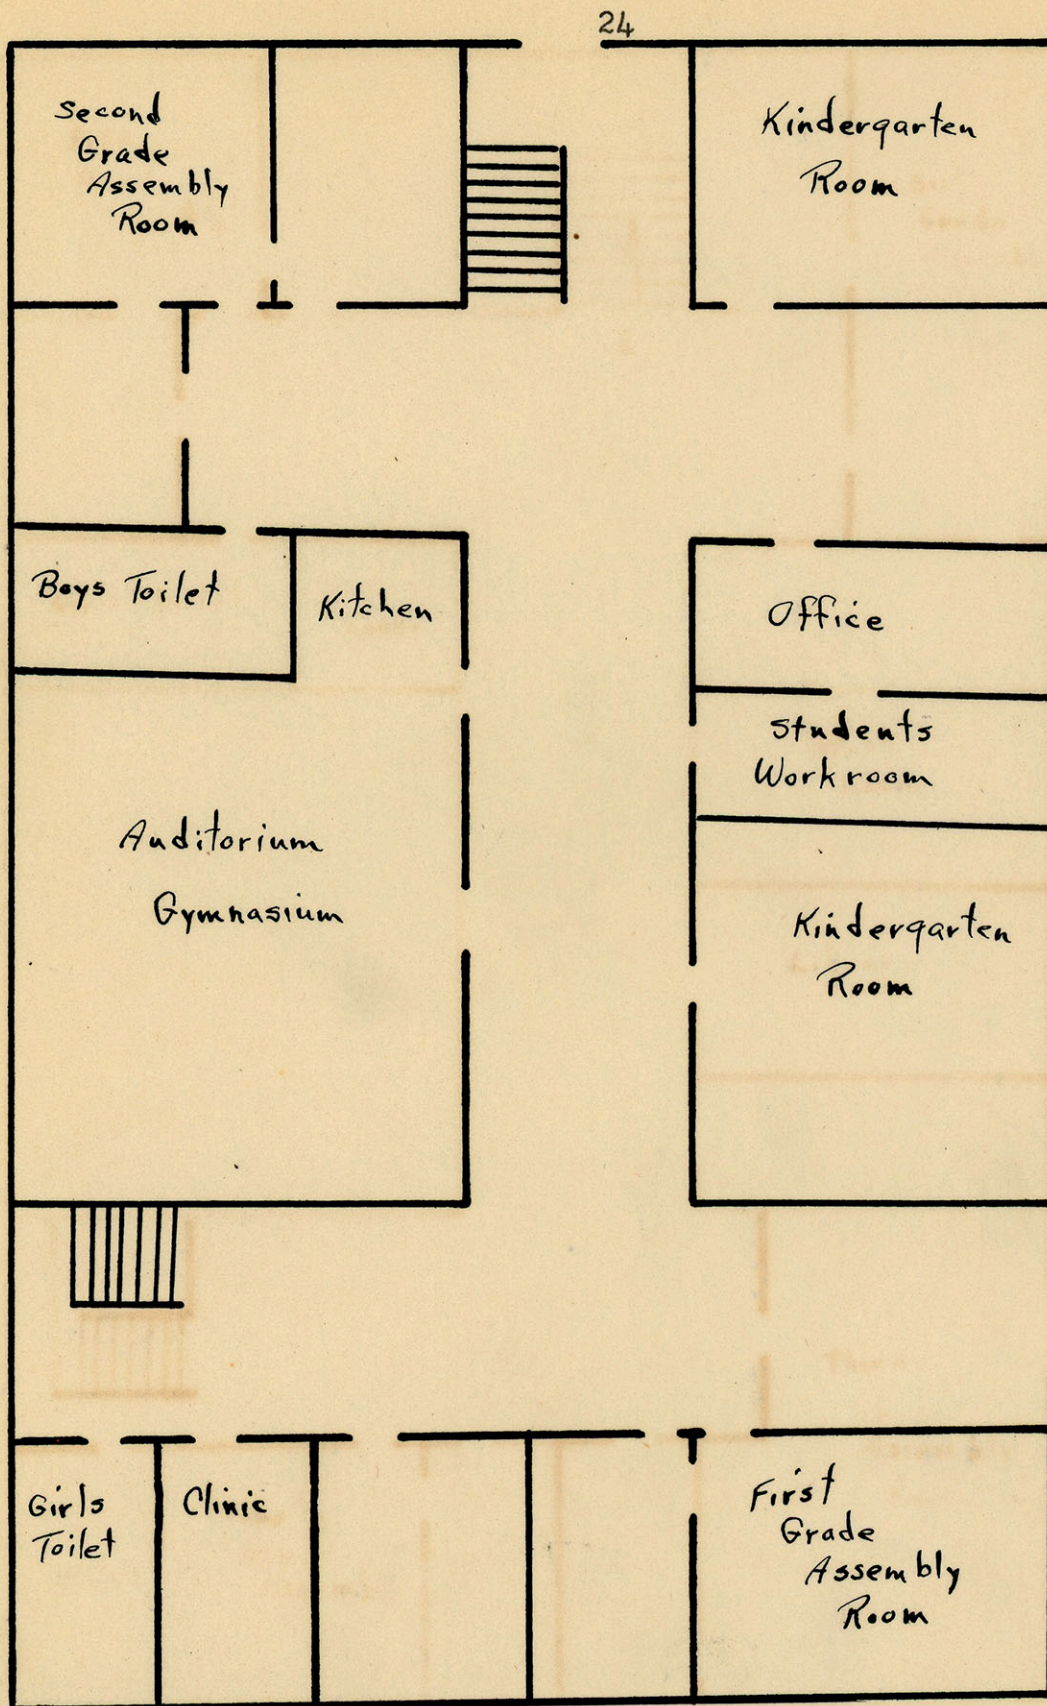 24
Second
Grade
Assembly
Room
Kindergarten
Room
Boys Toilet
Kitchen
Office
Students
Workroom
Auditorium
Gymnasium
Kindergarten
Room
Girls
Toilet
Clinic
First
Grade
Assembly
Room